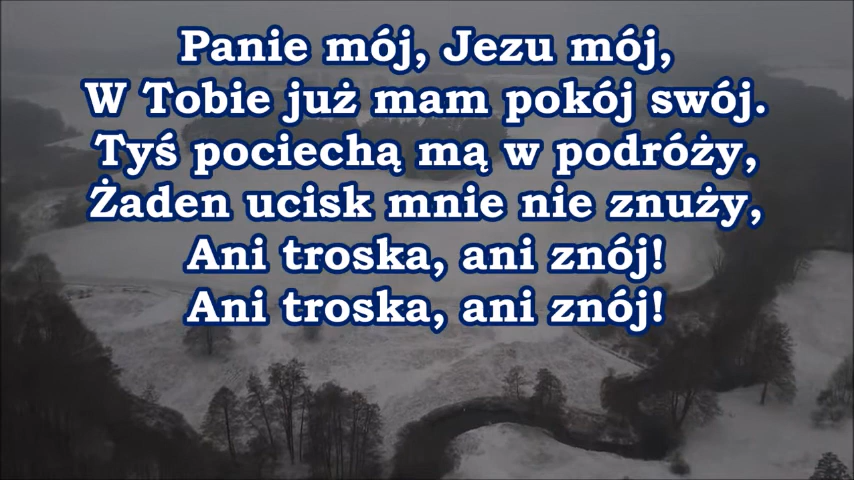 Panie mój, Jezu mój,
W Tobie już mam pokój swój.
Tyś pociechą mą w podróży,
Żaden ucisk mnie nie znuży,
Ani troska, ani znój!
Ani troska, ani znój!